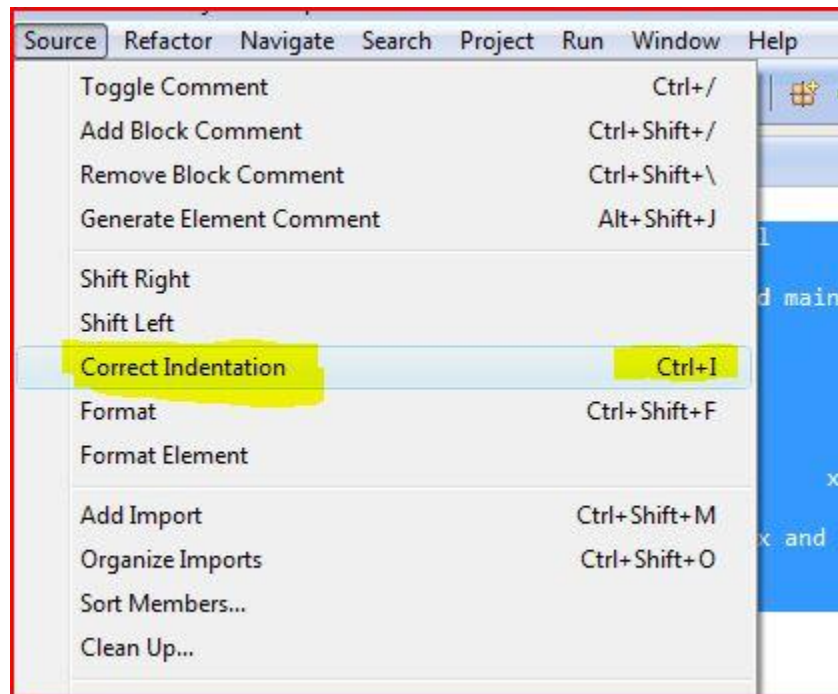 Source Refactor Navigate Search Project Run Window Help
Toggle Comment Ctrl+/
Add Block Comment Ctrl+Shift+/
Remove Block Comment Ctrl+Shift+\
Generate Element Comment Alt+Shift+J
Shift Right
Shift Left
Correct Indentation Ctrl+I
Format Ctrl+Shift+F
Format Element
Add Import Ctrl+Shift+M
Organize Imports Ctrl+Shift+O
Sort Members...
Clean Up...
d main
x
x and